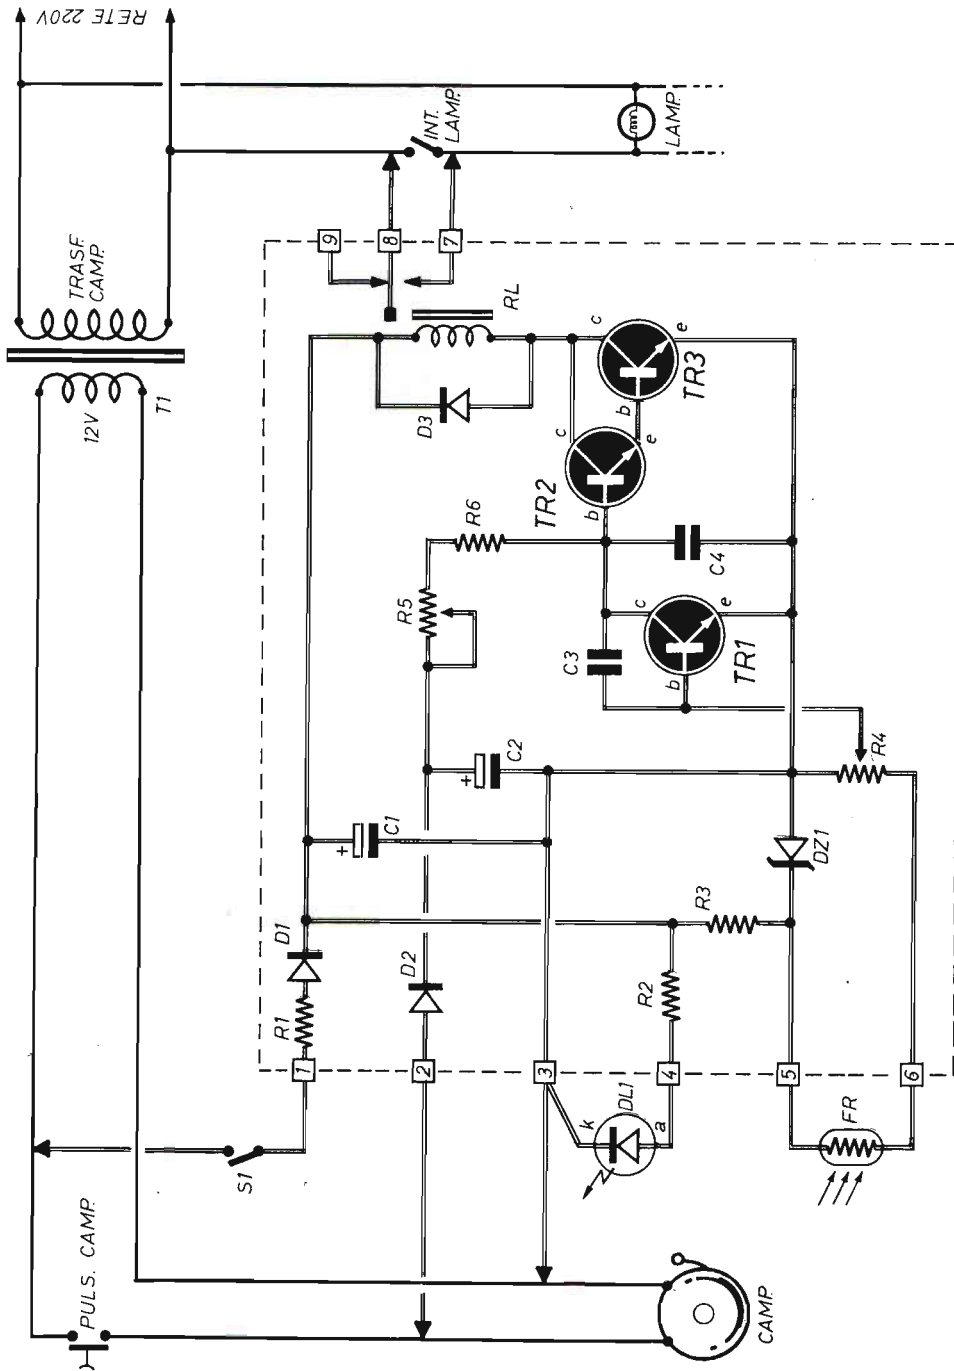 PULS. CAMP.
CAMP.
S1
FR
DL1
k
a
1
2
3
4
5
6
R1
D1
D2
R2
R3
DZ1
C1
+
C2
+
R4
R5
R6
C3
C4
TR1
b
c
e
TR2
b
c
e
TR3
b
c
e
D3
RL
9
8
7
12V
T1
TRASF. CAMP.
INT. LAMP.
LAMP.
RETE 220V